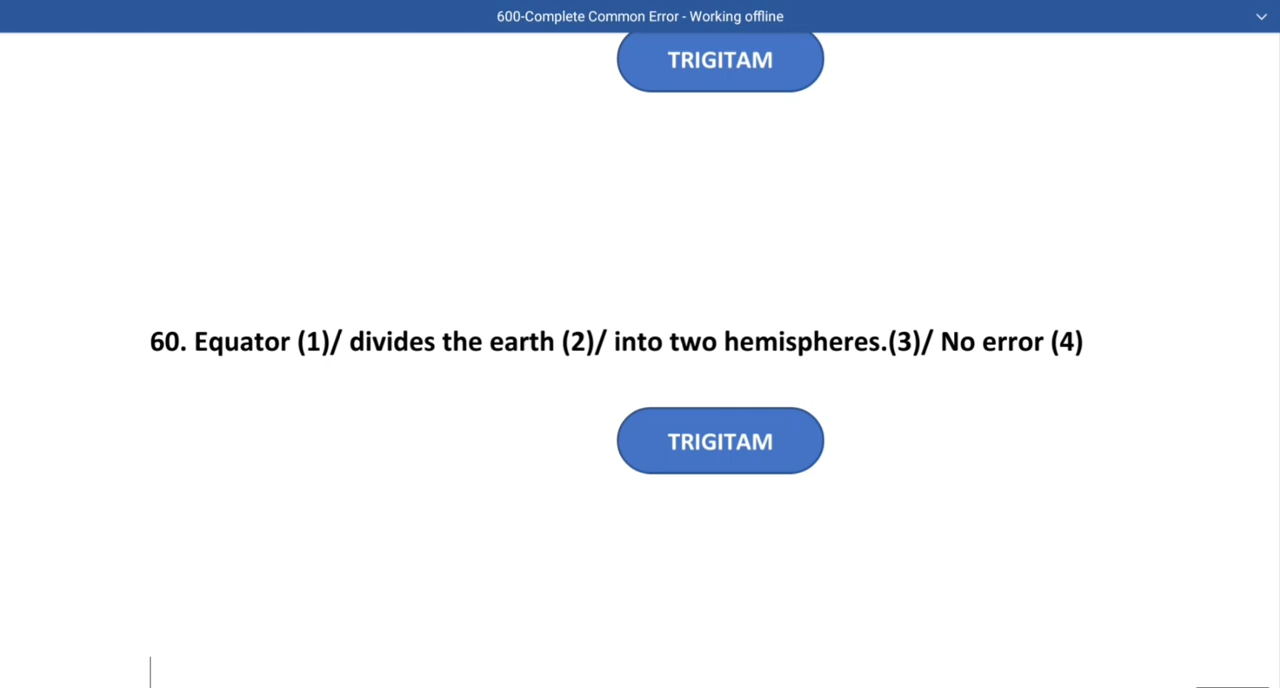 600-Complete Common Error - Working offline
TRIGITAM
60. Equator (1)/ divides the earth (2)/ into two hemispheres.(3)/ No error (4)
TRIGITAM